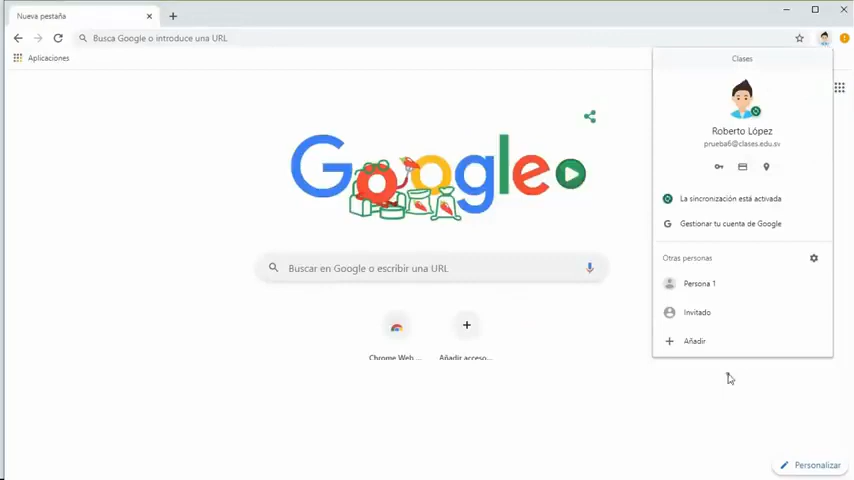 Nueva pestaña
Busca Google o introduce una URL
Aplicaciones
Clases
Roberto López
prueba6@clases.edu.sv
La sincronización está activada
G Gestionar tu cuenta de Google
Otras personas
Persona 1
Invitado
Añadir
Google
Buscar en Google o escribir una URL
Chrome Web ...
Añadir acceso...
Personalizar